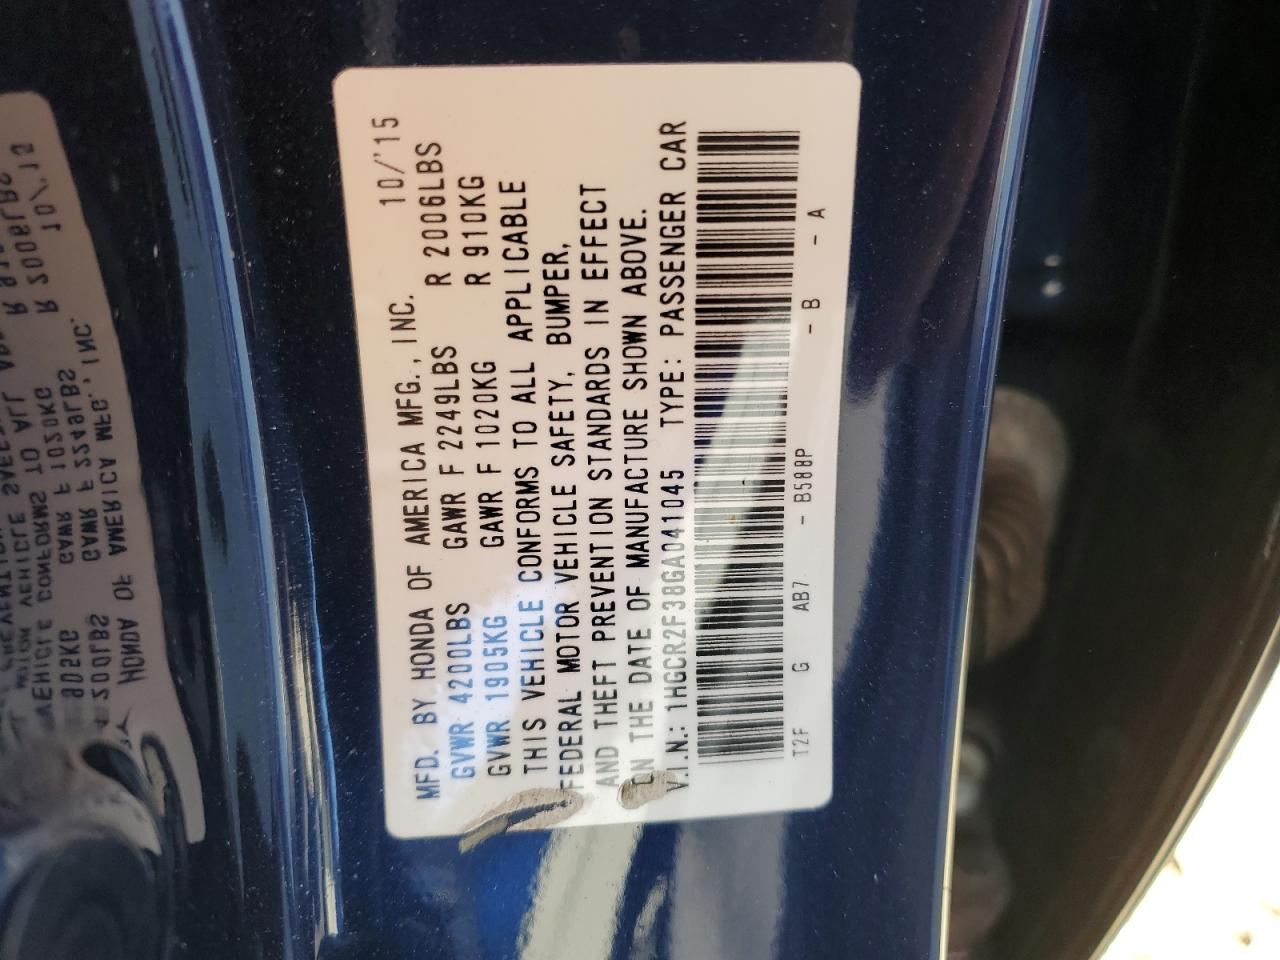 MFD. BY HONDA OF AMERICA MFG., INC. 10/'15
GVWR 4200LBS GAWR F 2249LBS R 2006LBS
GVWR 1905KG GAWR F 1020KG R 910KG
THIS VEHICLE CONFORMS TO ALL APPLICABLE
FEDERAL MOTOR VEHICLE SAFETY, BUMPER,
AND THEFT PREVENTION STANDARDS IN EFFECT
ON THE DATE OF MANUFACTURE SHOWN ABOVE.
V.I.N.: 1HGCR2F38GA041045 TYPE: PASSENGER CAR
T2F G AB7 - B588P - B - A